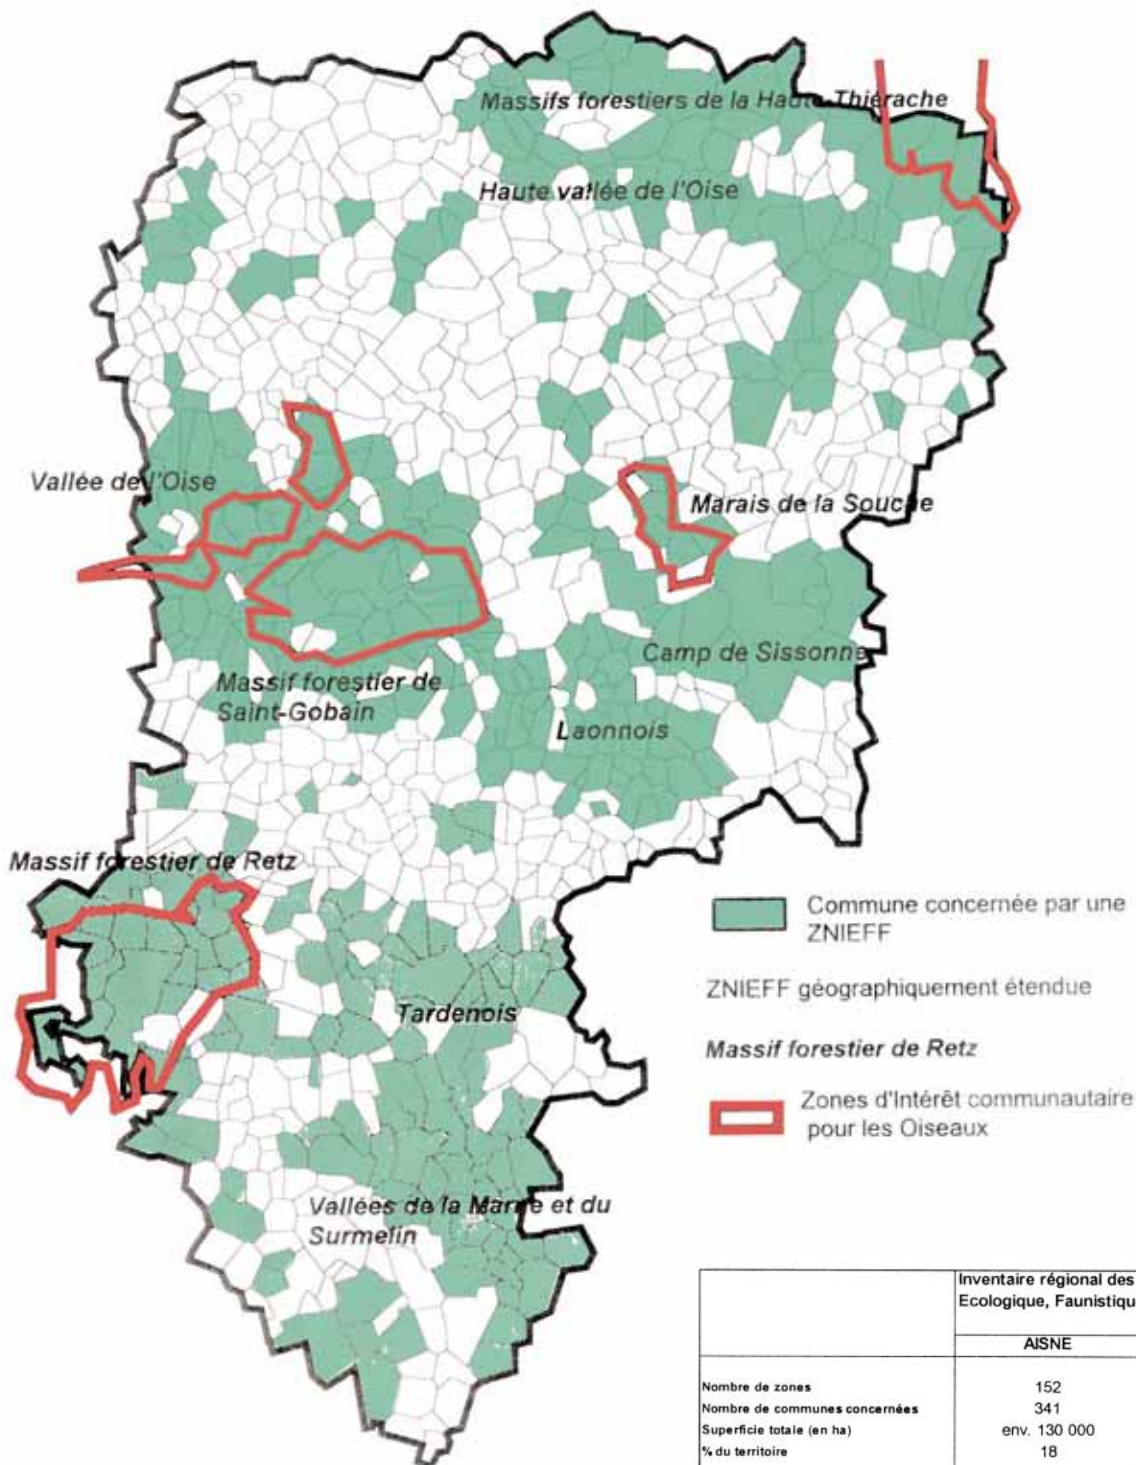 Massifs forestiers de la Haute Thiérache
Haute vallée de l'Oise
Vallée de l'Oise
Marais de la Souche
Camp de Sissonne
Massif forestier de
Saint-Gobain
Laonnois
Massif forestier de Retz
Commune concernée par une
ZNIEFF
ZNIEFF géographiquement étendue
Tardenois
Massif forestier de Retz
Zones d'Intérêt communautaire
pour les Oiseaux
Vallées de la Marne et du
Surmelin
Inventaire régional des
Ecologique, Faunistiqu
AISNE
Nombre de zones 152
Nombre de communes concernées 341
Superficie totale (en ha) env. 130 000
% du territoire 18